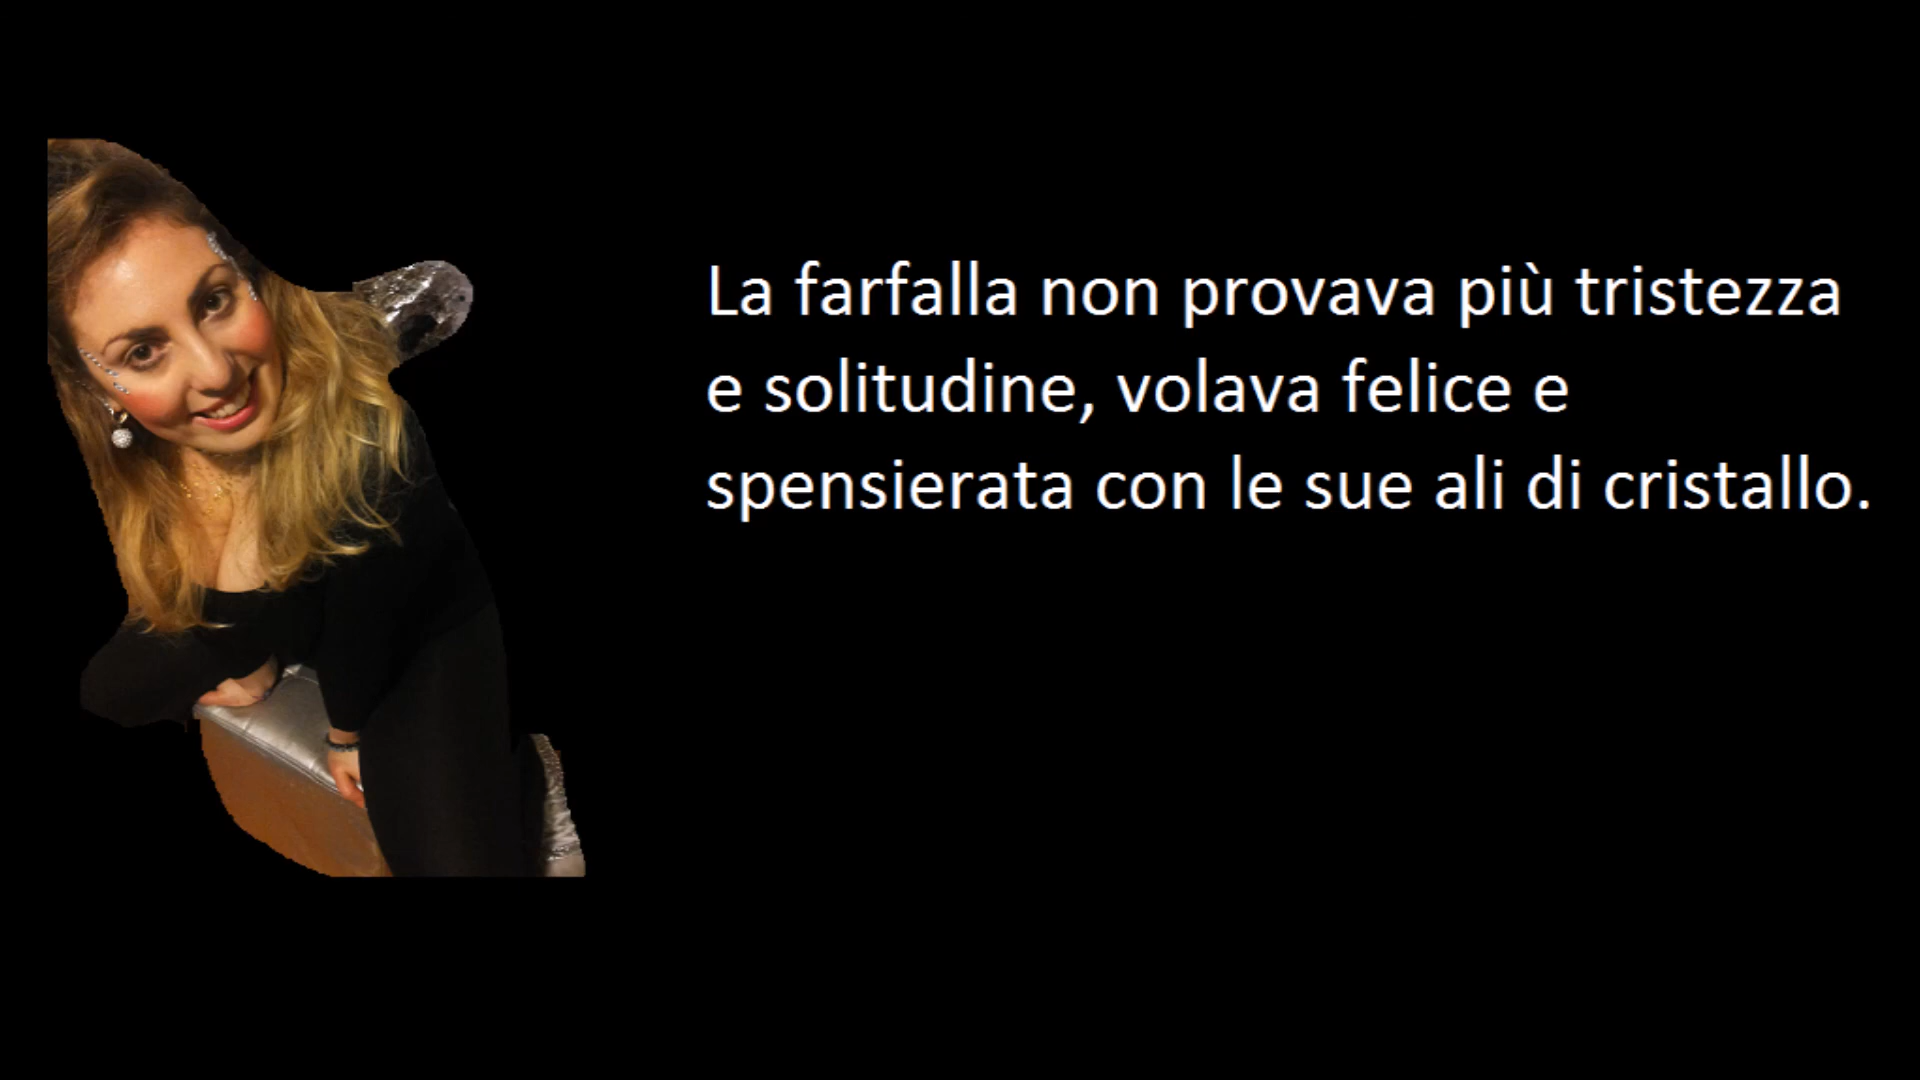 La farfalla non provava più tristezza
e solitudine, volava felice e
spensierata con le sue ali di cristallo.